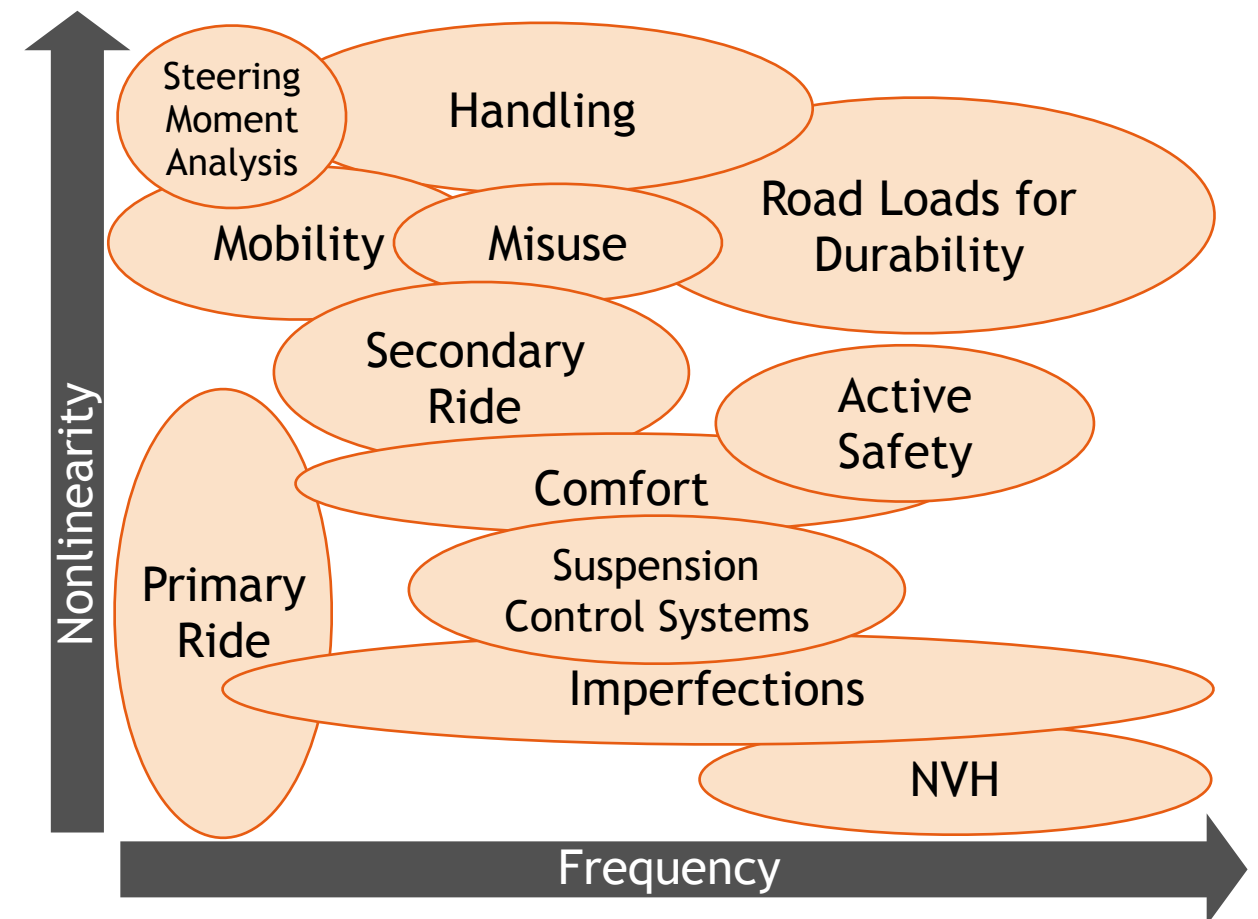 Steering
Moment
Analysis
Handling
Road Loads for
Durability
Mobility
Misuse
Secondary
Ride
Active
Safety
Comfort
Primary
Ride
Suspension
Control Systems
Imperfections
NVH
Nonlinearity
Frequency